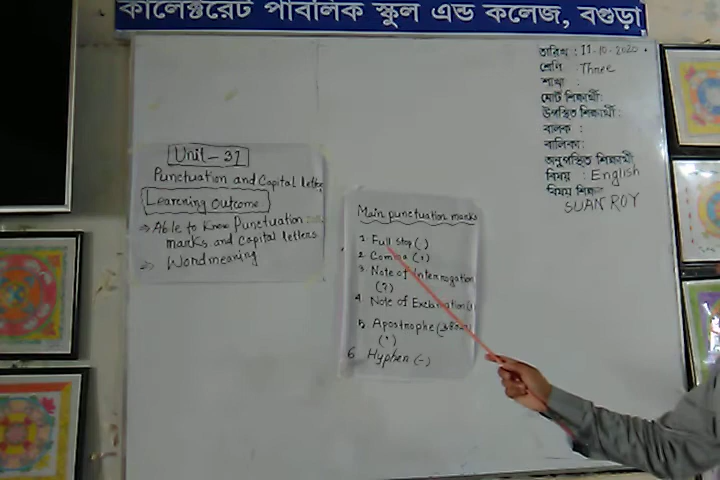 কালেক্টরেট পাবলিক স্কুল এন্ড কলেজ, বগুড়া
তারিখ : 11-10-2020.
শ্রেণি : Three
শাখা :
মোট শিক্ষার্থী:
উপস্থিত শিক্ষার্থী:
বালক :
বালিকা:
অনুপস্থিত শিক্ষার্থী
বিষয় : English
বিষয় শিক্ষক
SUAN ROY
Unit-37
Punctuation and Capital letter
Learning outcome
⇒ Able to know Punctuation
marks and capital letters.
⇒ Word meaning
Main punctuation marks
1 Full stop (.)
2 Comma (,)
3 Note of Interrogation
(?)
4 Note of Exclamation (!
5 Apostrophe (
(')
6 Hyphen (-)